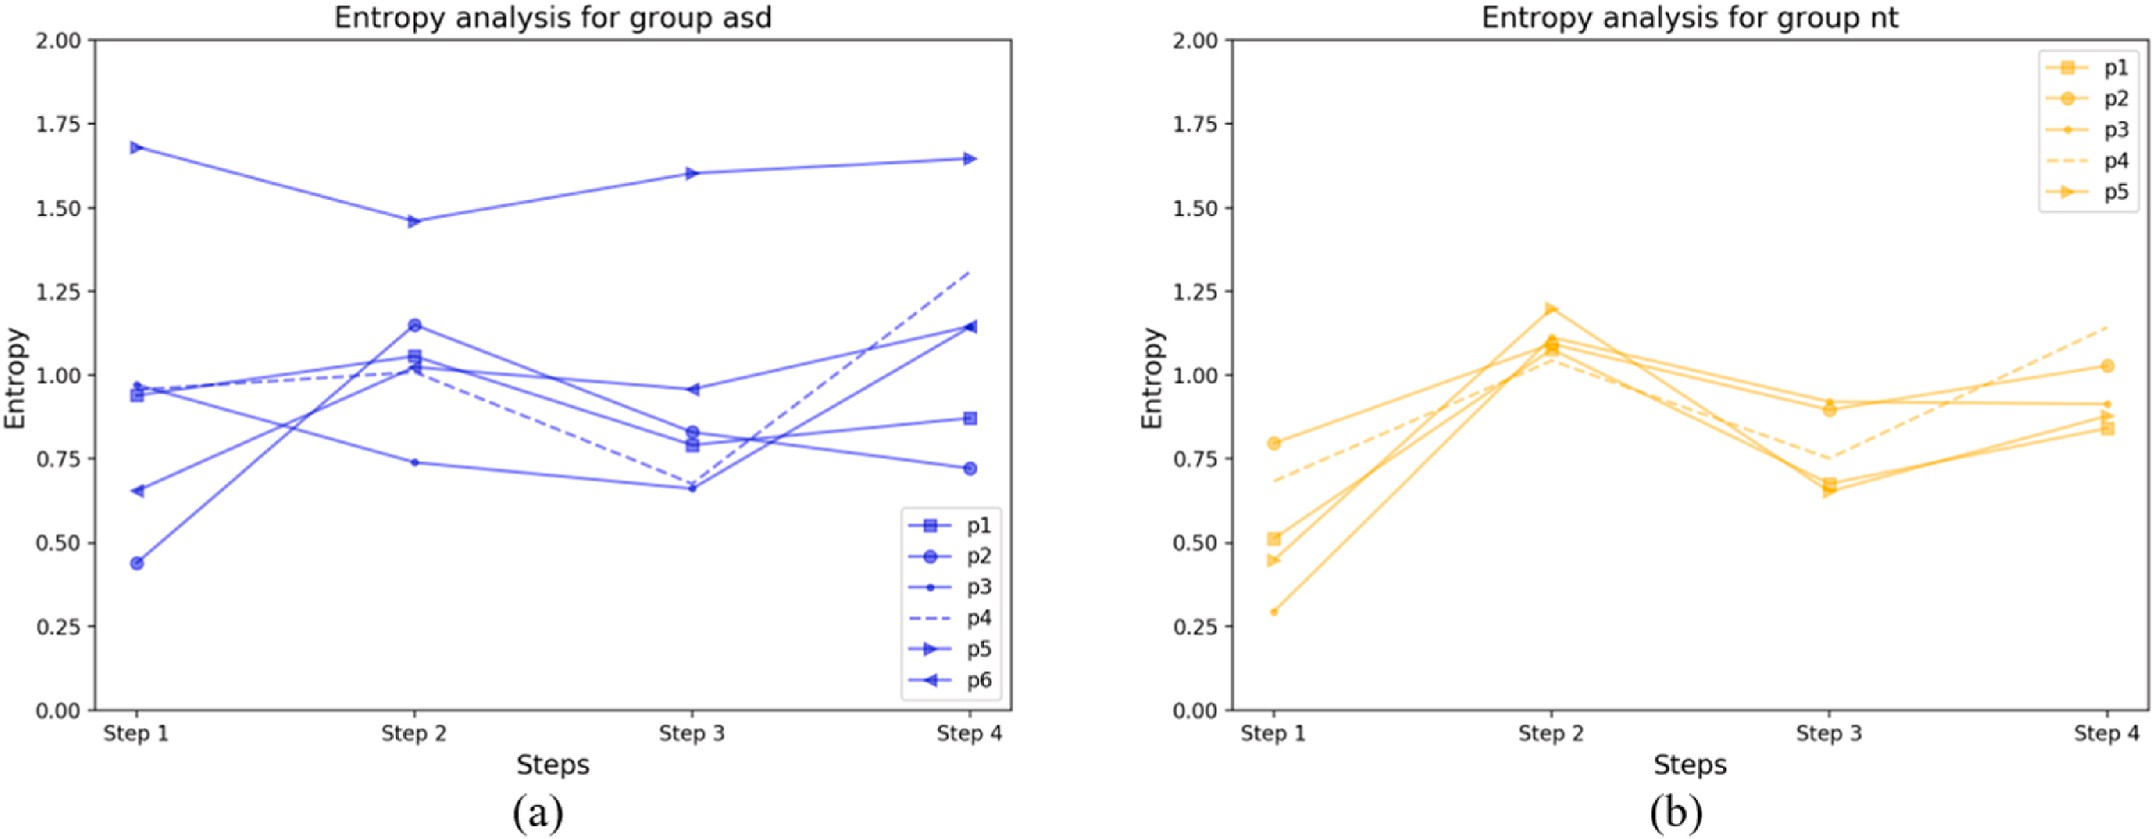 Entropy analysis for group asd
2.00
1.75
1.50
1.25
1.00
0.75
0.50
0.25
0.00
Entropy
Step 1
Step 2
Step 3
Step 4
Steps
p1
p2
p3
p4
p5
p6
(a)
Entropy analysis for group nt
2.00
1.75
1.50
1.25
1.00
0.75
0.50
0.25
0.00
Entropy
Step 1
Step 2
Step 3
Step 4
Steps
p1
p2
p3
p4
p5
(b)